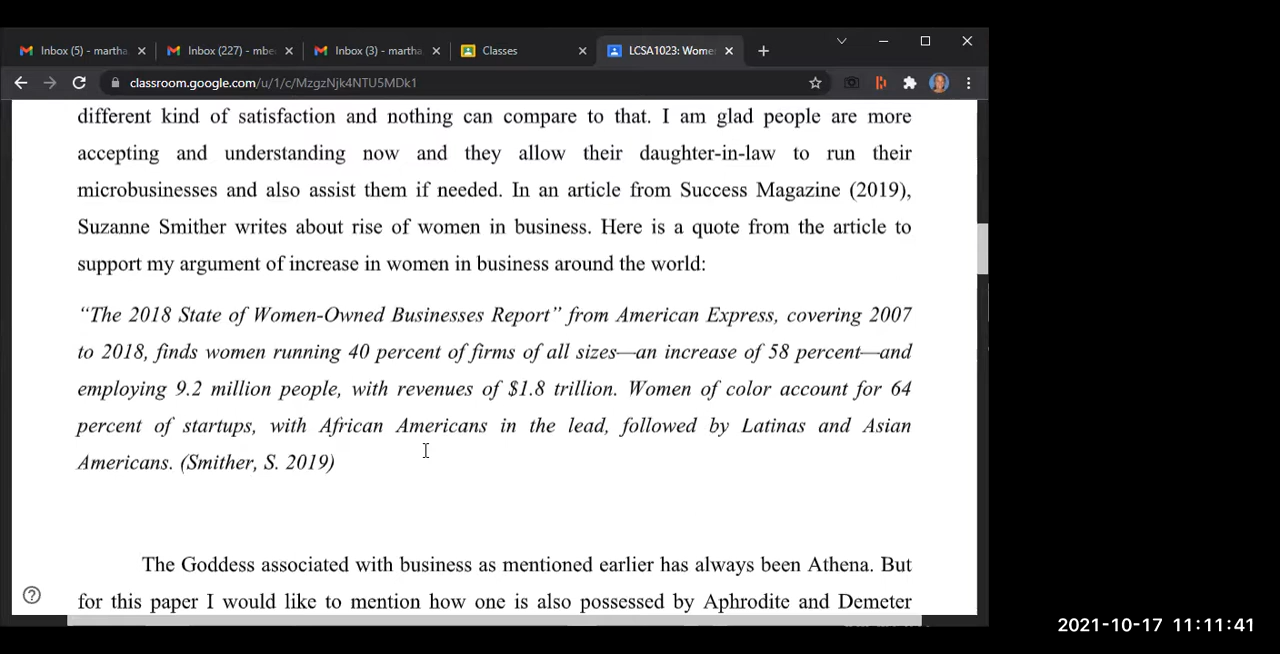 Inbox (5) - martha
Inbox (227) - mbe
Inbox (3) - martha
Classes
LCSA1023: Wome
classroom.google.com/u/1/c/MzgzNjk4NTU5MDk1
different kind of satisfaction and nothing can compare to that. I am glad people are more
accepting and understanding now and they allow their daughter-in-law to run their
microbusinesses and also assist them if needed. In an article from Success Magazine (2019),
Suzanne Smither writes about rise of women in business. Here is a quote from the article to
support my argument of increase in women in business around the world:
“The 2018 State of Women-Owned Businesses Report” from American Express, covering 2007
to 2018, finds women running 40 percent of firms of all sizes—an increase of 58 percent—and
employing 9.2 million people, with revenues of $1.8 trillion. Women of color account for 64
percent of startups, with African Americans in the lead, followed by Latinas and Asian
Americans. (Smither, S. 2019)
The Goddess associated with business as mentioned earlier has always been Athena. But
for this paper I would like to mention how one is also possessed by Aphrodite and Demeter
2021-10-17 11:11:41